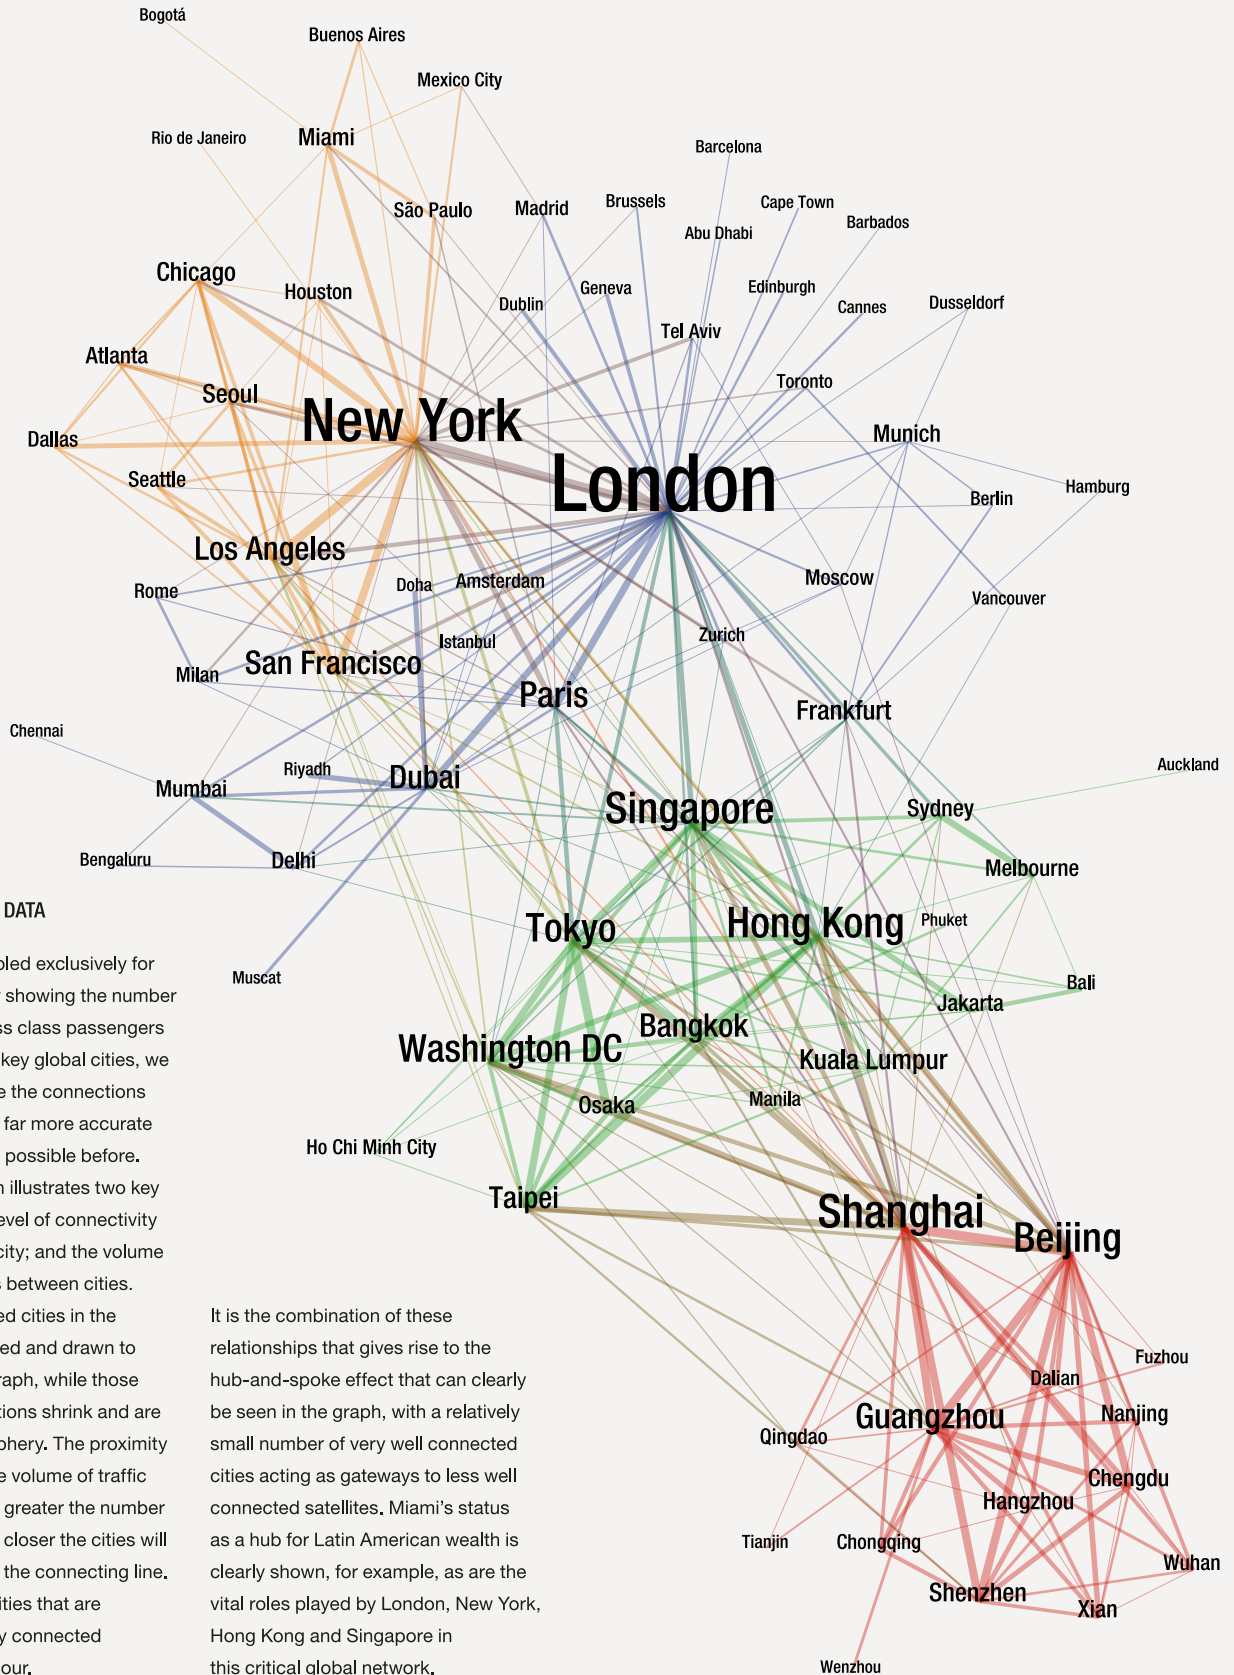 Bogotá
Buenos Aires
Mexico City
Rio de Janeiro
Miami
Barcelona
São Paulo
Madrid
Brussels
Cape Town
Abu Dhabi
Barbados
Chicago
Houston
Dublin
Geneva
Edinburgh
Cannes
Dusseldorf
Tel Aviv
Atlanta
Seoul
Toronto
New York
Dallas
Munich
Seattle
London
Berlin
Hamburg
Los Angeles
Rome
Doha
Amsterdam
Moscow
Vancouver
Istanbul
Zurich
Milan
San Francisco
Paris
Frankfurt
Chennai
Mumbai
Riyadh
Dubai
Auckland
Singapore
Sydney
Bengaluru
Delhi
Melbourne
Tokyo
Hong Kong
Phuket
Muscat
Bali
Jakarta
Washington DC
Bangkok
Kuala Lumpur
Osaka
Manila
Ho Chi Minh City
Taipei
Shanghai
Beijing
Fuzhou
Dalian
Guangzhou
Nanjing
Qingdao
Chengdu
Hangzhou
Tianjin
Chongqing
Wuhan
Shenzhen
Xian
Wenzhou
DATA
bled exclusively for
showing the number
ss class passengers
key global cities, we
e the connections
far more accurate
possible before.
n illustrates two key
evel of connectivity
city; and the volume
s between cities.
ed cities in the
ed and drawn to
raph, while those
tions shrink and are
phery. The proximity
e volume of traffic
greater the number
closer the cities will
the connecting line.
ities that are
y connected
our.
It is the combination of these
relationships that gives rise to the
hub-and-spoke effect that can clearly
be seen in the graph, with a relatively
small number of very well connected
cities acting as gateways to less well
connected satellites. Miami’s status
as a hub for Latin American wealth is
clearly shown, for example, as are the
vital roles played by London, New York,
Hong Kong and Singapore in
this critical global network.